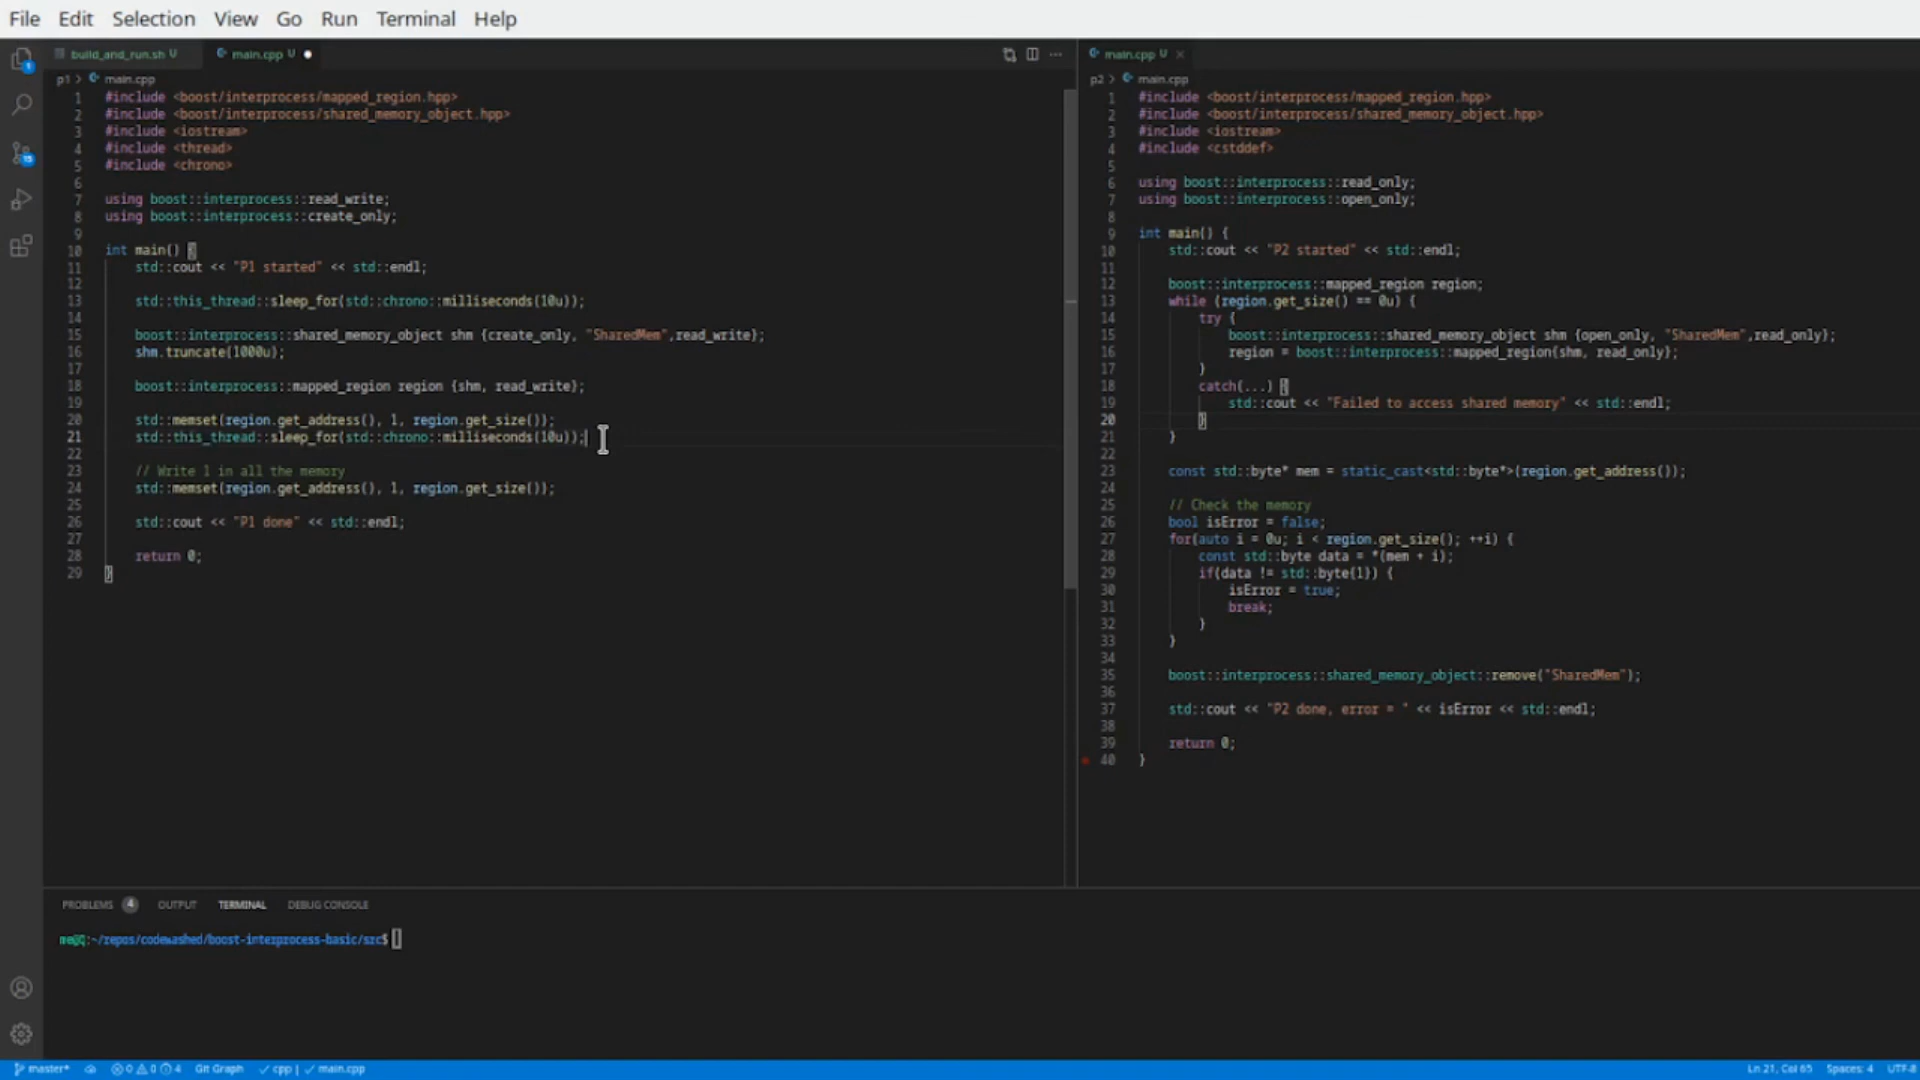 File Edit Selection View Go Run Terminal Help
build_and_run.sh U main.cpp U
p1 > main.cpp
1 #include <boost/interprocess/mapped_region.hpp>
2 #include <boost/interprocess/shared_memory_object.hpp>
3 #include <iostream>
4 #include <thread>
5 #include <chrono>
6
7 using boost::interprocess::read_write;
8 using boost::interprocess::create_only;
9
10 int main() {
11 std::cout << "P1 started" << std::endl;
12
13 std::this_thread::sleep_for(std::chrono::milliseconds(10u));
14
15 boost::interprocess::shared_memory_object shm {create_only, "SharedMem",read_write};
16 shm.truncate(1000u);
17
18 boost::interprocess::mapped_region region {shm, read_write};
19
20 std::memset(region.get_address(), 1, region.get_size());
21 std::this_thread::sleep_for(std::chrono::milliseconds(10u));
22
23 // Write 1 in all the memory
24 std::memset(region.get_address(), 1, region.get_size());
25
26 std::cout << "P1 done" << std::endl;
27
28 return 0;
29 }
main.cpp U
p2 > main.cpp
1 #include <boost/interprocess/mapped_region.hpp>
2 #include <boost/interprocess/shared_memory_object.hpp>
3 #include <iostream>
4 #include <cstddef>
5
6 using boost::interprocess::read_only;
7 using boost::interprocess::open_only;
8
9 int main() {
10 std::cout << "P2 started" << std::endl;
11
12 boost::interprocess::mapped_region region;
13 while (region.get_size() == 0u) {
14 try {
15 boost::interprocess::shared_memory_object shm {open_only, "SharedMem",read_only};
16 region = boost::interprocess::mapped_region{shm, read_only};
17 }
18 catch(...) {
19 std::cout << "Failed to access shared memory" << std::endl;
20 }
21 }
22
23 const std::byte* mem = static_cast<std::byte*>(region.get_address());
24
25 // Check the memory
26 bool isError = false;
27 for(auto i = 0u; i < region.get_size(); ++i) {
28 const std::byte data = *(mem + i);
29 if(data != std::byte{1}) {
30 isError = true;
31 break;
32 }
33 }
34
35 boost::interprocess::shared_memory_object::remove("SharedMem");
36
37 std::cout << "P2 done, error = " << isError << std::endl;
38
39 return 0;
40 }
PROBLEMS 4 OUTPUT TERMINAL DEBUG CONSOLE
:~/repos/codewashed/boost-interprocess-basic/src$
master* 0 0 4 Git Graph cpp | main.cpp Ln 21, Col 65 Spaces: 4 UTF-8